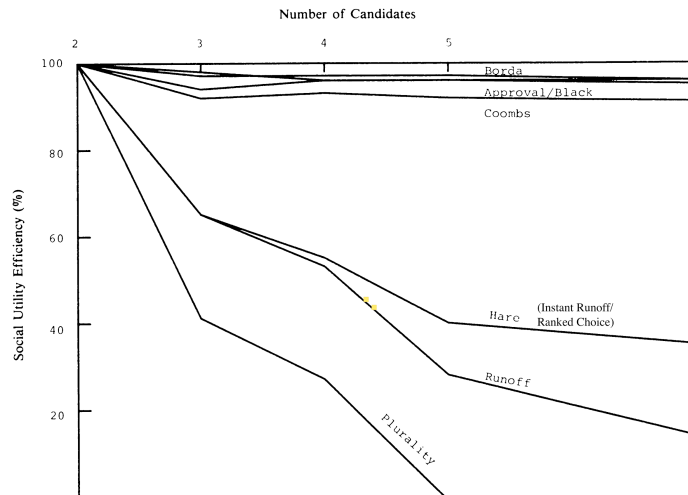 Number of Candidates
2 3 4 5
100
80
60
40
20
Social Utility Efficiency (%)
Borda
Approval/Black
Coombs
Hare
(Instant Runoff/
Ranked Choice)
Runoff
Plurality